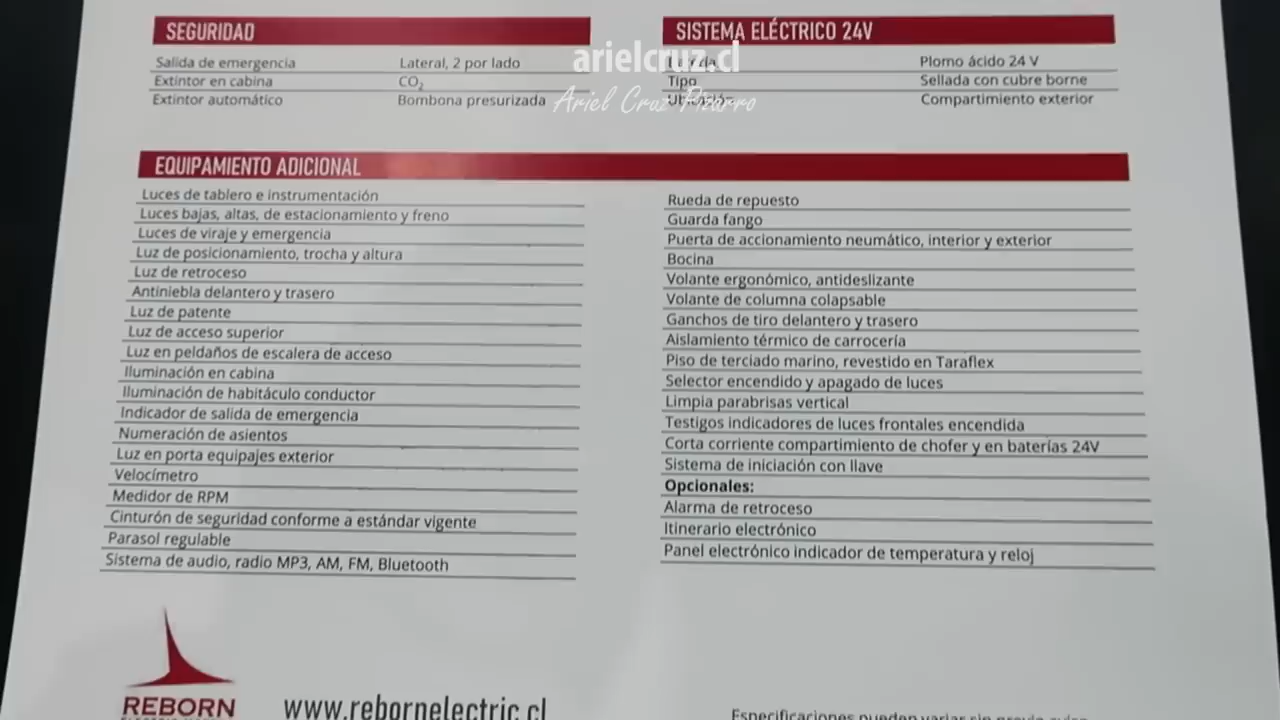 SEGURIDAD
Salida de emergencia Lateral, 2 por lado
Extintor en cabina CO₂
Extintor automático Bombona presurizada
SISTEMA ELÉCTRICO 24V
arielcruz.cl
Plomo ácido 24 V
Tipo Sellada con cubre borne
Compartimiento exterior
Ariel Cruz Pizarro
EQUIPAMIENTO ADICIONAL
Luces de tablero e instrumentación
Luces bajas, altas, de estacionamiento y freno
Luces de viraje y emergencia
Luz de posicionamiento, trocha y altura
Luz de retroceso
Antiniebla delantero y trasero
Luz de patente
Luz de acceso superior
Luz en peldaños de escalera de acceso
Iluminación en cabina
Iluminación de habitáculo conductor
Indicador de salida de emergencia
Numeración de asientos
Luz en porta equipajes exterior
Velocímetro
Medidor de RPM
Cinturón de seguridad conforme a estándar vigente
Parasol regulable
Sistema de audio, radio MP3, AM, FM, Bluetooth
Rueda de repuesto
Guarda fango
Puerta de accionamiento neumático, interior y exterior
Bocina
Volante ergonómico, antideslizante
Volante de columna colapsable
Ganchos de tiro delantero y trasero
Aislamiento térmico de carrocería
Piso de terciado marino, revestido en Taraflex
Selector encendido y apagado de luces
Limpia parabrisas vertical
Testigos indicadores de luces frontales encendida
Corta corriente compartimiento de chofer y en baterías 24V
Sistema de iniciación con llave
Opcionales:
Alarma de retroceso
Itinerario electrónico
Panel electrónico indicador de temperatura y reloj
REBORN
www.rebornelectric.cl
Especificaciones pueden variar sin previo aviso